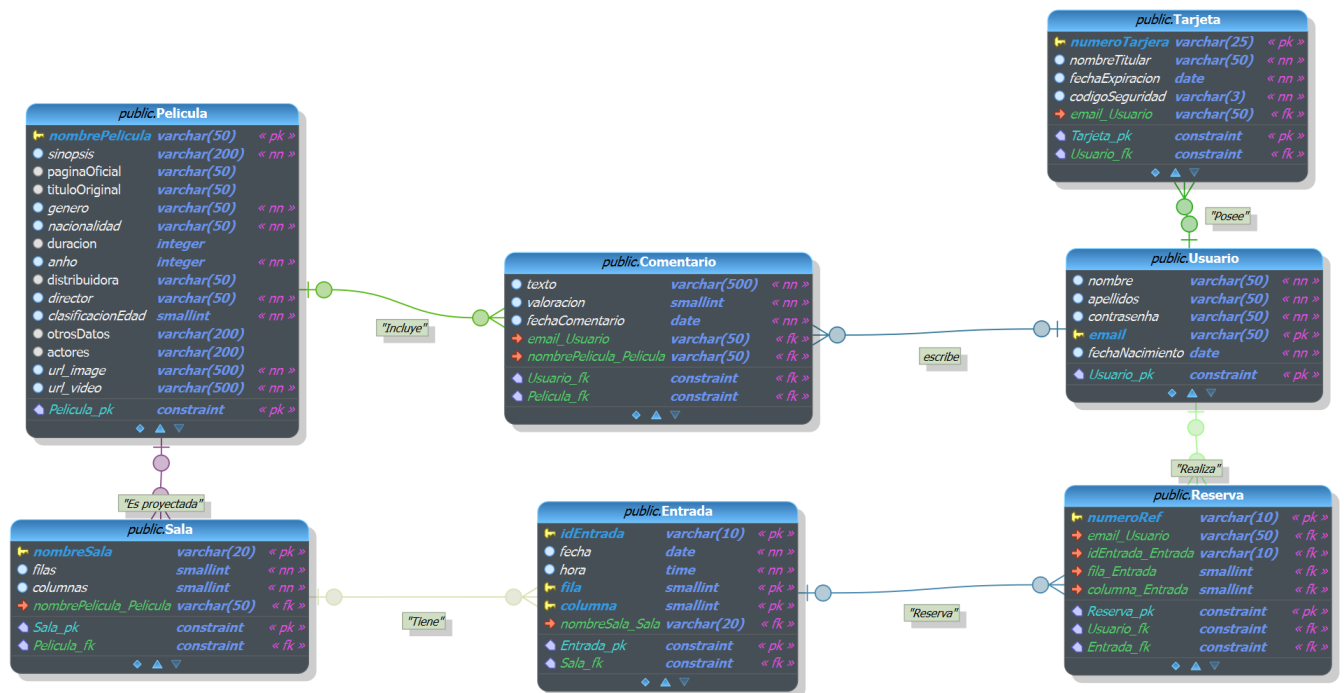 public.Tarjeta
numeroTarjera varchar(25) « pk »
nombreTitular varchar(50) « nn »
fechaExpiracion date « nn »
codigoSeguridad varchar(3) « nn »
email_Usuario varchar(50) « fk »
Tarjeta_pk constraint « pk »
Usuario_fk constraint « fk »
public.Pelicula
nombrePelicula varchar(50) « pk »
sinopsis varchar(200) « nn »
paginaOficial varchar(50)
tituloOriginal varchar(50)
genero varchar(50) « nn »
nacionalidad varchar(50) « nn »
duracion integer
anho integer « nn »
distribuidora varchar(50)
director varchar(50) « nn »
clasificacionEdad smallint « nn »
otrosDatos varchar(200)
actores varchar(200)
url_image varchar(500) « nn »
url_video varchar(500) « nn »
Pelicula_pk constraint « pk »
"Posee"
public.Comentario
texto varchar(500) « nn »
valoracion smallint « nn »
fechaComentario date « nn »
email_Usuario varchar(50) « fk »
nombrePelicula_Pelicula varchar(50) « fk »
Usuario_fk constraint « fk »
Pelicula_fk constraint « fk »
public.Usuario
nombre varchar(50) « nn »
apellidos varchar(50) « nn »
contrasenha varchar(50) « nn »
email varchar(50) « pk »
fechaNacimiento date « nn »
Usuario_pk constraint « pk »
"Incluye"
escribe
"Es proyectada"
"Realiza"
public.Sala
nombreSala varchar(20) « pk »
filas smallint « nn »
columnas smallint « nn »
nombrePelicula_Pelicula varchar(50) « fk »
Sala_pk constraint « pk »
Pelicula_fk constraint « fk »
"Tiene"
public.Entrada
idEntrada varchar(10) « pk »
fecha date « nn »
hora time « nn »
fila smallint « pk »
columna smallint « pk »
nombreSala_Sala varchar(20) « fk »
Entrada_pk constraint « pk »
Sala_fk constraint « fk »
"Reserva"
public.Reserva
numeroRef varchar(10) « pk »
email_Usuario varchar(50) « fk »
idEntrada_Entrada varchar(10) « fk »
fila_Entrada smallint « fk »
columna_Entrada smallint « fk »
Reserva_pk constraint « pk »
Usuario_fk constraint « fk »
Entrada_fk constraint « fk »